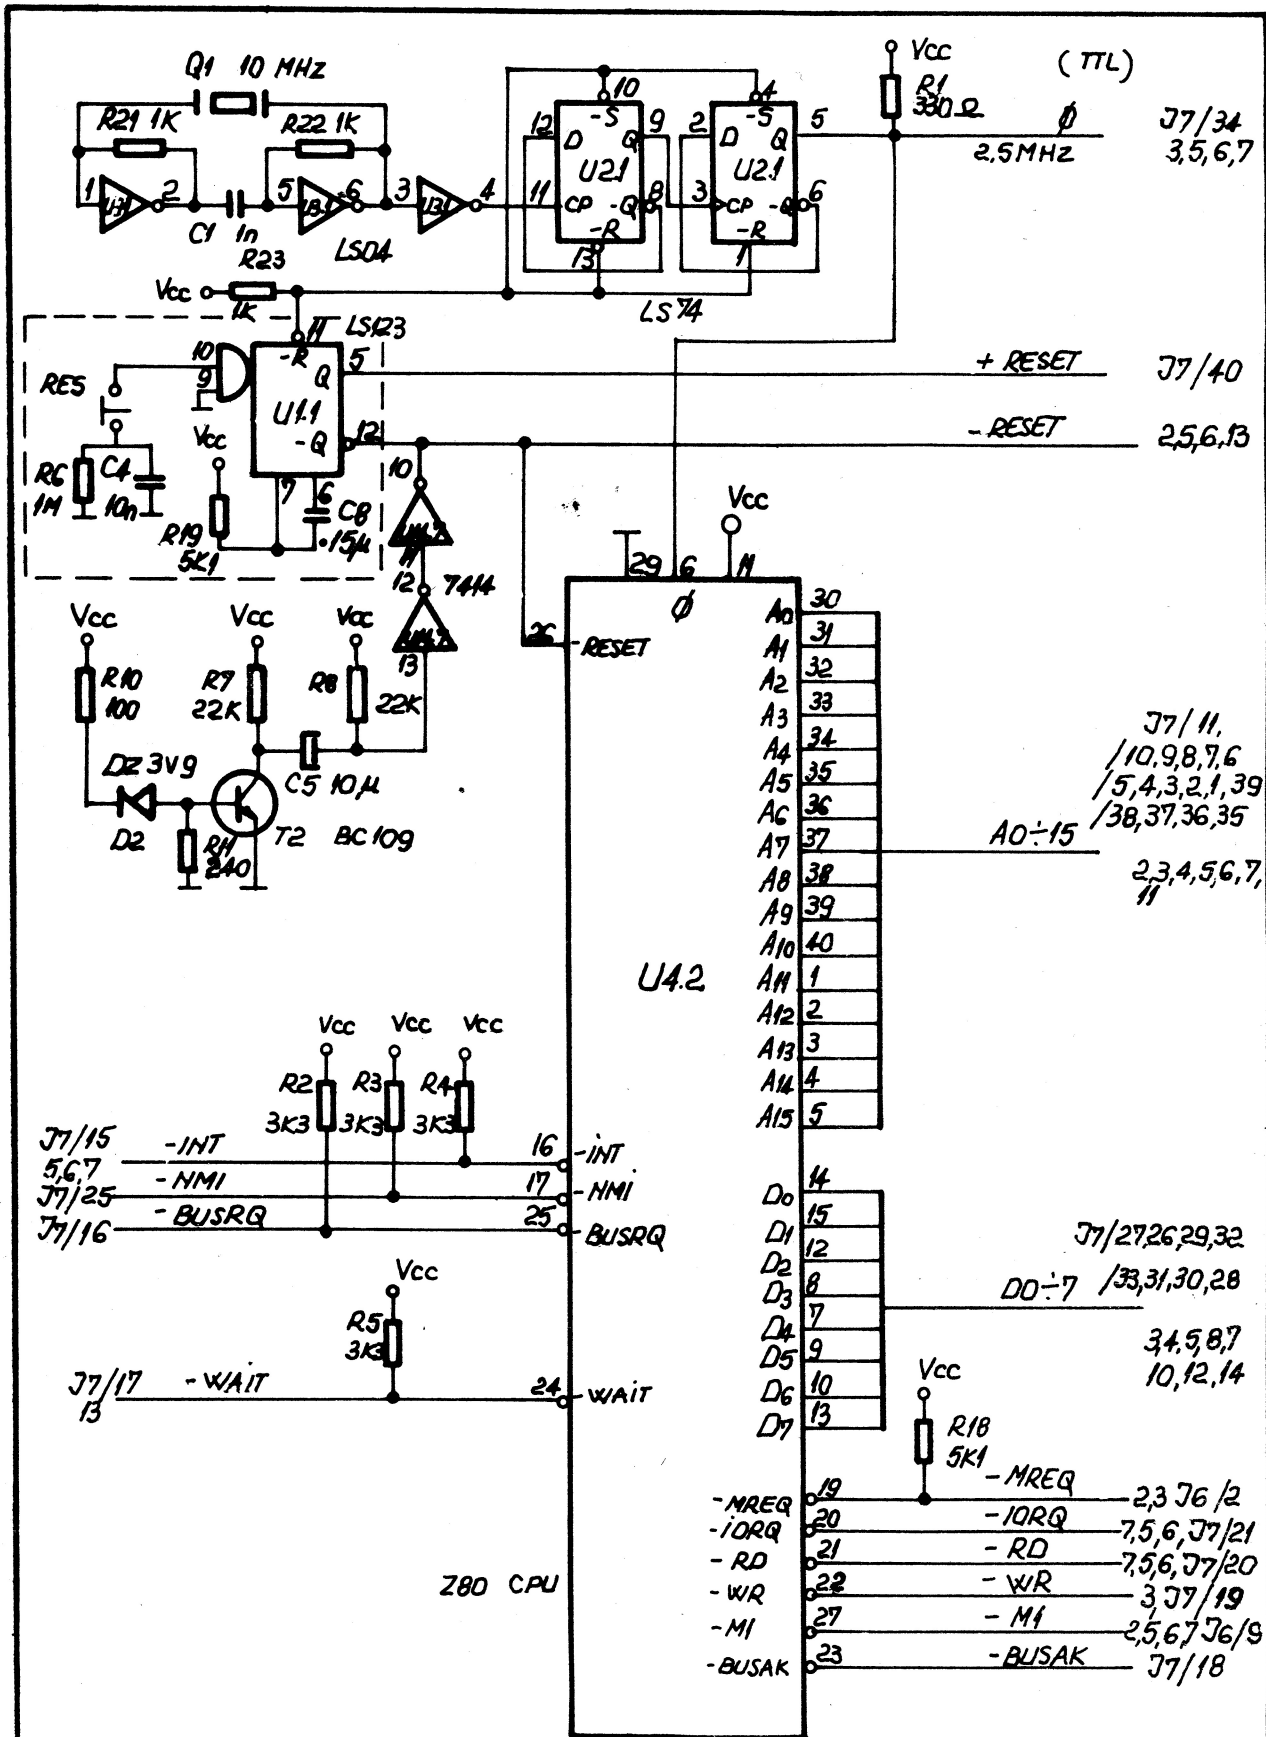 Q1 10 MHz
R21 1K
R22 1K
1
2
5
6
3
4
C1 1n
LS04
R23
1K
Vcc
10
-S
12
D
Q
9
U2.1
11
CP
-Q
8
-R
13
4
-S
2
D
Q
5
U2.1
3
CP
-Q
6
-R
1
LS74
Vcc
R1
330Ω
(TTL)
Ø
2,5MHZ
J7/34
3,5,6,7
11
LS123
-R
10
9
Q
5
U1.1
-Q
12
7
6
RES
Vcc
R6
1M
C4
10n
R19
5K1
C8
.15µ
+ RESET
J7/40
- RESET
2,5,6,13
10
11
12
7414
13
Vcc
R10
100
Vcc
R7
22K
Vcc
R8
22K
DZ 3V9
D2
R11
240
C5 10µ
T2
BC109
Vcc
29
6
11
Ø
26
-RESET
A0 30
A1 31
A2 32
A3 33
A4 34
A5 35
A6 36
A7 37
A8 38
A9 39
A10 40
A11 1
A12 2
A13 3
A14 4
A15 5
A0÷15
J7/11,
/10,9,8,7,6
/5,4,3,2,1,39
/38,37,36,35
2,3,4,5,6,7,
11
U4.2
Vcc
Vcc
Vcc
R2
3K3
R3
3K3
R4
3K3
J7/15
5,6,7
-INT
16
-INT
J7/25
-NMI
17
-NMI
J7/16
-BUSRQ
25
-BUSRQ
Vcc
R5
3K3
J7/17
13
-WAIT
24
-WAIT
D0 14
D1 15
D2 12
D3 8
D4 7
D5 9
D6 10
D7 13
D0÷7
J7/27,26,29,32
/33,31,30,28
3,4,5,8,7
10,12,14
Vcc
R18
5K1
-MREQ 19 -MREQ 2,3 J6/2
-IORQ 20 -IORQ 7,5,6,J7/21
-RD 21 -RD 7,5,6,J7/20
-WR 22 -WR 3,J7/19
-M1 27 -M1 2,5,6,7 J6/9
-BUSAK 23 -BUSAK J7/18
Z80 CPU